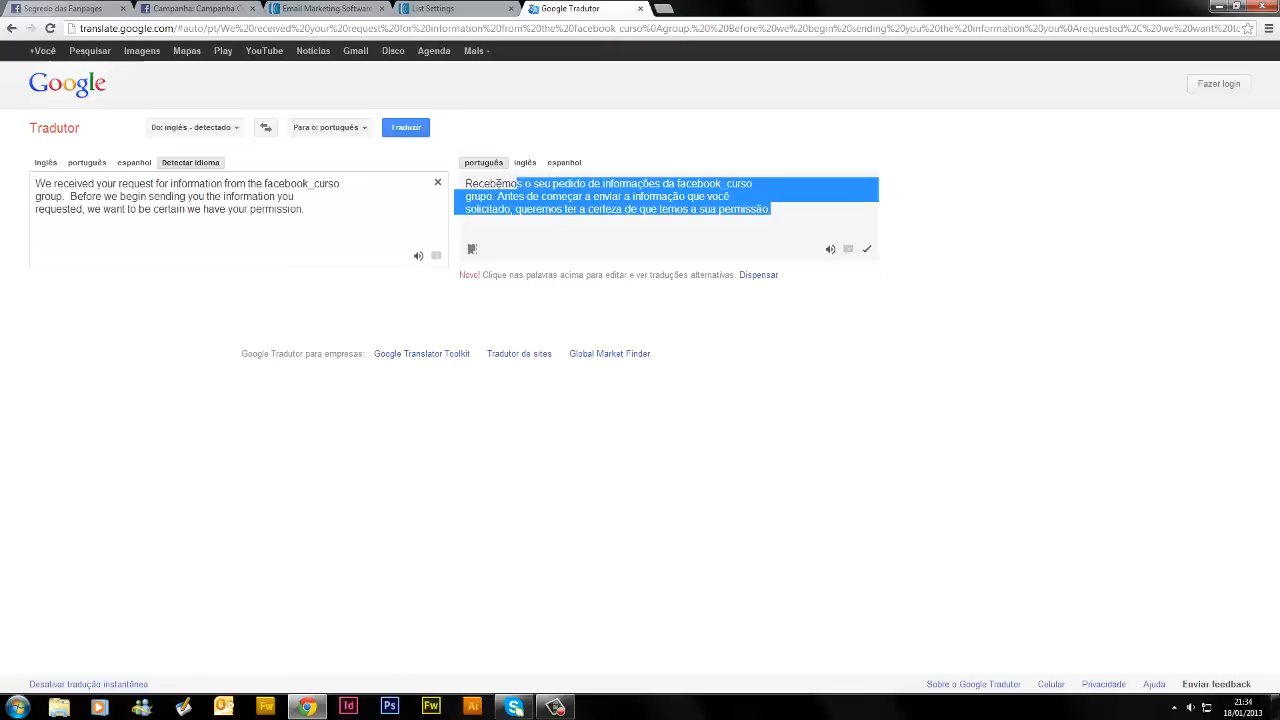 Segredo das Fanpages
Campanha: Campanha C
Email Marketing Software
List Settings
Google Tradutor
translate.google.com/#auto/pt/We%20received%20your%20request%20for%20information%20from%20the%20facebook_curso%0Agroup.%20%20Before%20we%20begin%20sending%20you%20the%20information%20you%0Arequested%2C%20we%20want%20to
+Você Pesquisar Imagens Mapas Play YouTube Notícias Gmail Disco Agenda Mais
Google
Fazer login
Tradutor
Do: inglês - detectado
Para o: português
Traduzir
Inglês português espanhol Detectar idioma
português inglês espanhol
We received your request for information from the facebook_curso
group. Before we begin sending you the information you
requested, we want to be certain we have your permission.
Recebemos o seu pedido de informações da facebook_curso
grupo. Antes de começar a enviar a informação que você
solicitado, queremos ter a certeza de que temos a sua permissão.
Novo! Clique nas palavras acima para editar e ver traduções alternativas. Dispensar
Google Tradutor para empresas: Google Translator Toolkit Tradutor de sites Global Market Finder
Desativar tradução instantânea
Sobre o Google Tradutor Celular Privacidade Ajuda Enviar feedback
Fw
Id
Ps
Fw
Ai
21:34
18/01/2013